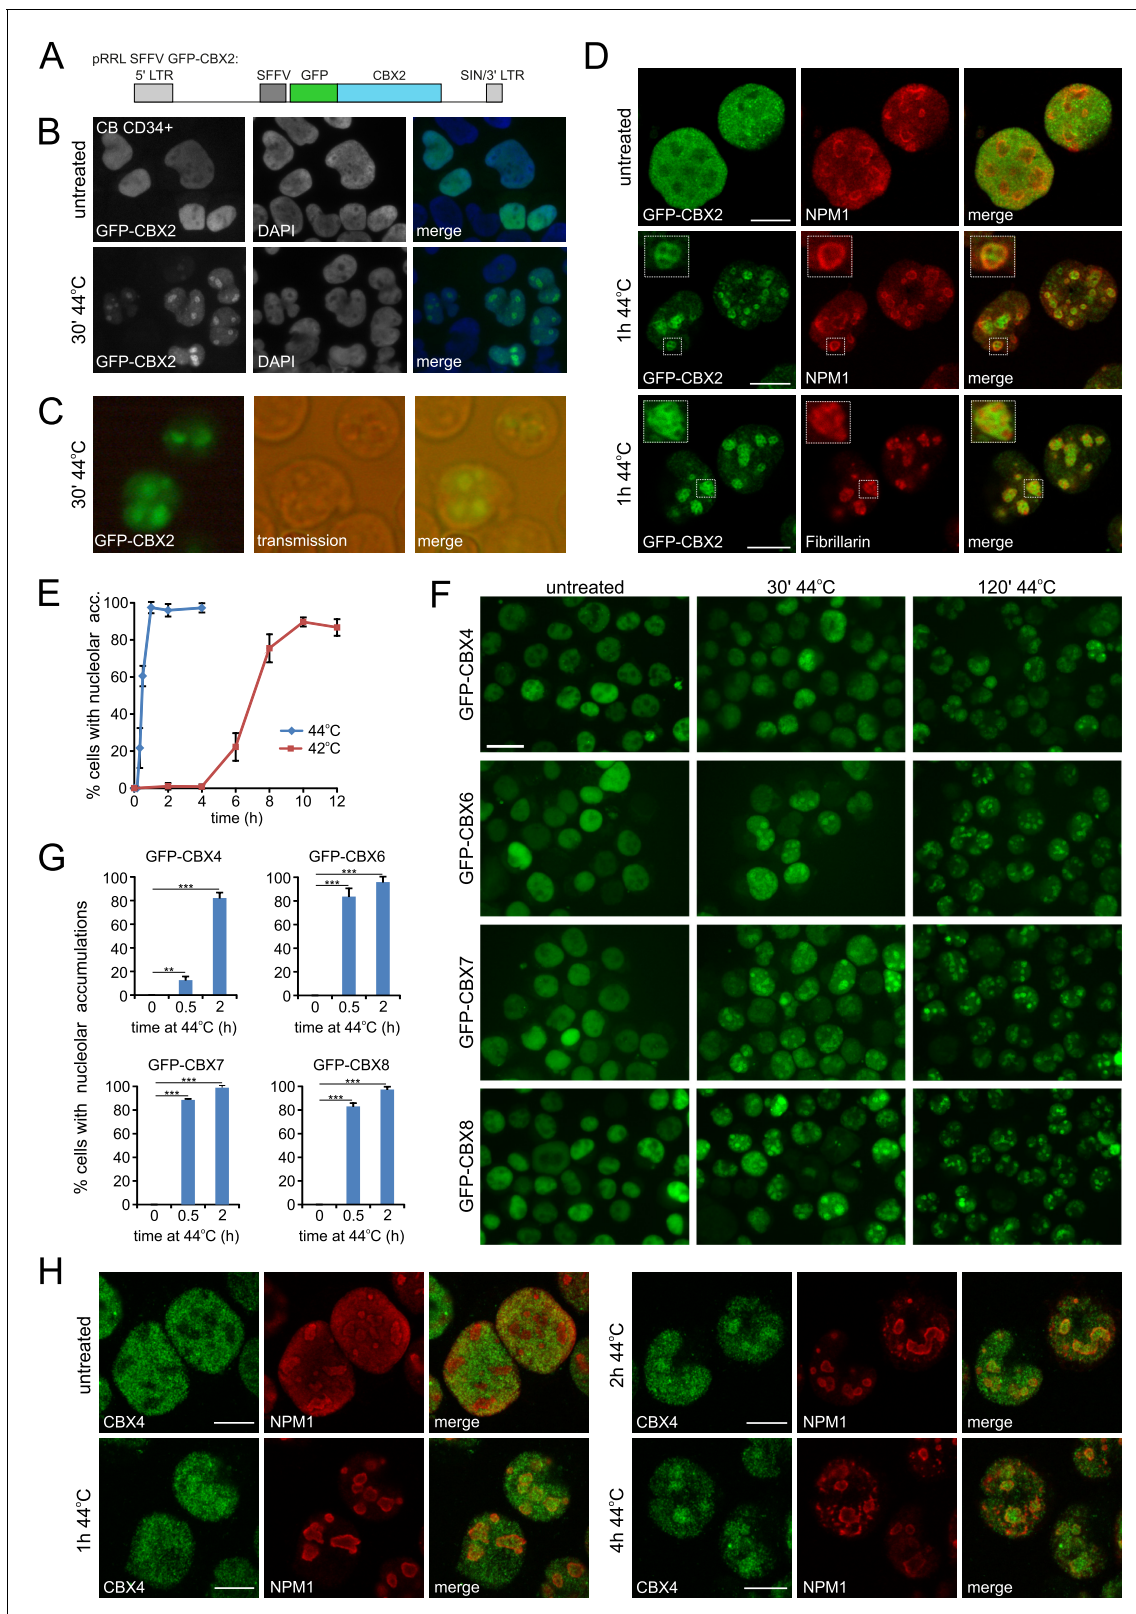 A
pRRL SFFV GFP-CBX2:
5' LTR SFFV GFP CBX2 SIN/3' LTR
B
untreated
CB CD34+
GFP-CBX2 DAPI merge
30' 44°C
GFP-CBX2 DAPI merge
C
30' 44°C
GFP-CBX2 transmission merge
D
untreated
GFP-CBX2 NPM1 merge
1h 44°C
GFP-CBX2 NPM1 merge
1h 44°C
GFP-CBX2 Fibrillarin merge
E
% cells with nucleolar acc.
100
80
60
40
20
0
0 2 4 6 8 10 12
time (h)
44°C
42°C
F
untreated 30' 44°C 120' 44°C
GFP-CBX4
GFP-CBX6
GFP-CBX7
GFP-CBX8
G
% cells with nucleolar accumulations
GFP-CBX4
100
80
60
40
20
0
** ***
0 0.5 2
time at 44°C (h)
GFP-CBX6
100
80
60
40
20
0
*** ***
0 0.5 2
time at 44°C (h)
GFP-CBX7
100
80
60
40
20
0
*** ***
0 0.5 2
time at 44°C (h)
GFP-CBX8
100
80
60
40
20
0
*** ***
0 0.5 2
time at 44°C (h)
H
untreated
CBX4 NPM1 merge
1h 44°C
CBX4 NPM1 merge
2h 44°C
CBX4 NPM1 merge
4h 44°C
CBX4 NPM1 merge